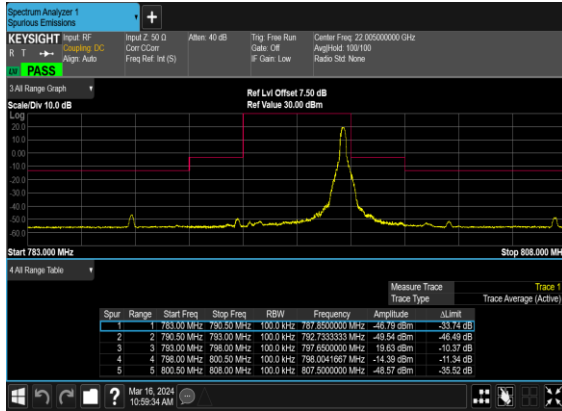 Spectrum Analyzer 1
Spurious Emissions
KEYSIGHT Input: RF Input Z: 50 Ω Atten: 40 dB Trig: Free Run Center Freq: 22.005000000 GHz
R T Coupling: DC Corr CCorr Gate: Off Avg|Hold: 100/100
Align: Auto Freq Ref: Int (S) IF Gain: Low Radio Std: None
PASS
3 All Range Graph
Ref Lvl Offset 7.50 dB
Scale/Div 10.0 dB Ref Value 30.00 dBm
Log
20.0
10.0
0.00
-10.0
-20.0
-30.0
-40.0
-50.0
-60.0
Start 783.000 MHz Stop 808.000 MH
4 All Range Table
Measure Trace Trace 1
Trace Type Trace Average (Active)
Spur Range Start Freq Stop Freq RBW Frequency Amplitude ΔLimit
1 1 783.00 MHz 790.50 MHz 100.0 kHz 787.8500000 MHz -46.79 dBm -33.74 dB
2 2 790.50 MHz 793.00 MHz 100.0 kHz 792.7333333 MHz -49.54 dBm -46.49 dB
3 3 793.00 MHz 798.00 MHz 100.0 kHz 797.6500000 MHz 19.63 dBm -10.37 dB
4 4 798.00 MHz 800.50 MHz 100.0 kHz 798.0041667 MHz -14.39 dBm -11.34 dB
5 5 800.50 MHz 808.00 MHz 100.0 kHz 807.5000000 MHz -48.57 dBm -35.52 dB
? Mar 16, 2024
10:59:34 AM